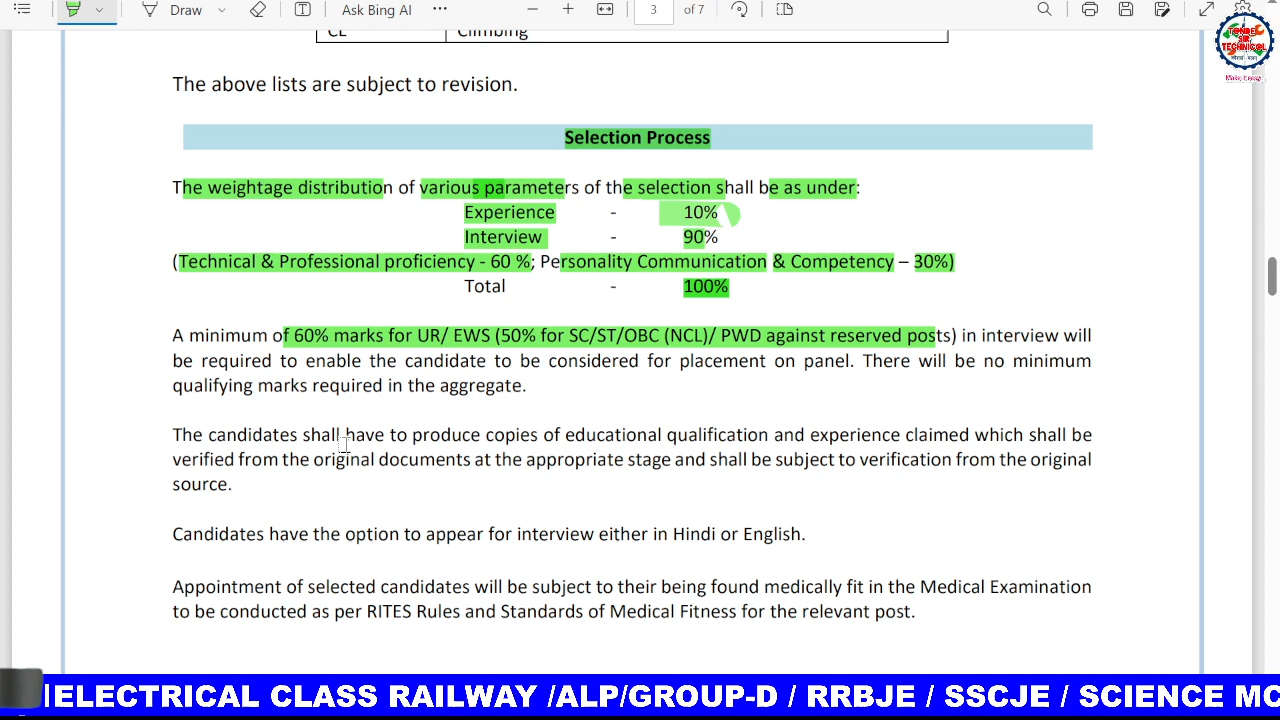 Draw
Ask Bing AI
3 of 7
TONDE SIR TECHNICOL
CL Climbing
The above lists are subject to revision.
Selection Process
The weightage distribution of various parameters of the selection shall be as under:
Experience - 10%
Interview - 90%
(Technical & Professional proficiency - 60 %; Personality Communication & Competency – 30%)
Total - 100%
A minimum of 60% marks for UR/ EWS (50% for SC/ST/OBC (NCL)/ PWD against reserved posts) in interview will
be required to enable the candidate to be considered for placement on panel. There will be no minimum
qualifying marks required in the aggregate.
The candidates shall have to produce copies of educational qualification and experience claimed which shall be
verified from the original documents at the appropriate stage and shall be subject to verification from the original
source.
Candidates have the option to appear for interview either in Hindi or English.
Appointment of selected candidates will be subject to their being found medically fit in the Medical Examination
to be conducted as per RITES Rules and Standards of Medical Fitness for the relevant post.
ELECTRICAL CLASS RAILWAY /ALP/GROUP-D / RRBJE / SSCJE / SCIENCE MC